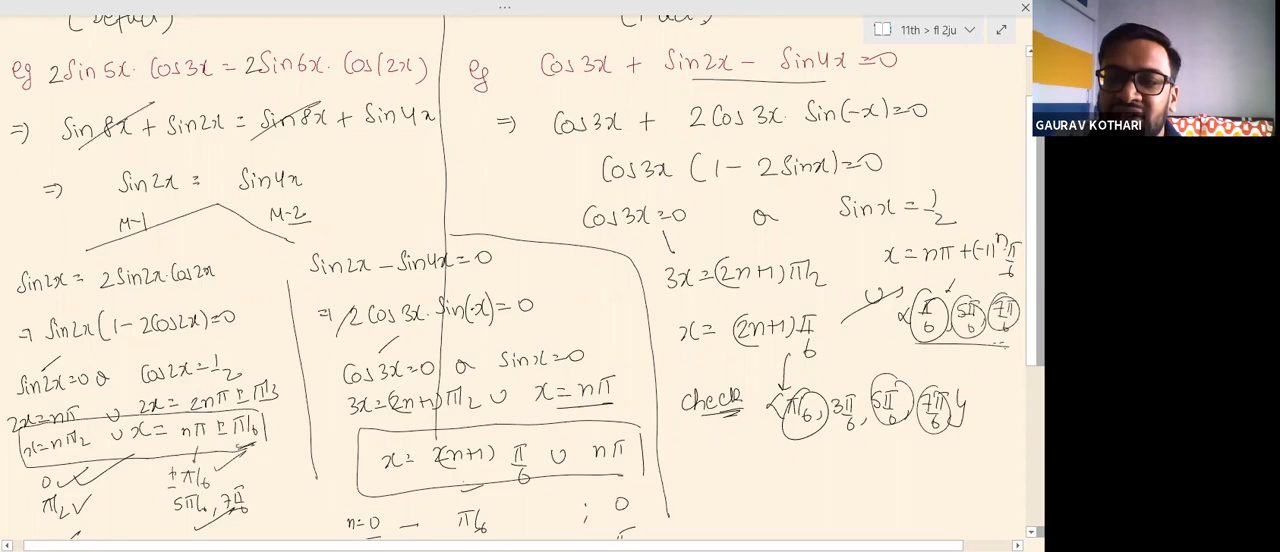 (Default)
eg 2Sin5x · Cos3x = 2Sin6x · Cos(2x)
⇒ Sin8x + Sin2x = Sin8x + Sin4x
⇒ Sin2x = Sin4x
M-1 M-2
Sin2x = 2Sin2x·Cos2x
→ Sin2x(1-2Cos2x)=0
Sin2x=0 or Cos2x=1/2
2x=nπ ∪ 2x=2nπ±π/3
x=nπ/2 ∪ x= nπ±π/6
0 ✓ ±π/6
π/2 ✓ 5π/6, 7π/6
Sin2x - Sin4x = 0
⇒ 2Cos3x·Sin(-x)=0
Cos3x=0 or Sinx=0
3x=(2n+1)π/2 ∪ x=nπ
x= (2n+1) π/6 ∪ nπ
n=0 — π/6 ; 0
π
eg Cos3x + Sin2x - Sin4x = 0
⇒ Cos3x + 2Cos3x· Sin(-x)=0
Cos3x (1-2Sinx)=0
Cos3x=0 or Sinx=1/2
3x=(2n+1)π/2
x = nπ+(-1)ⁿ·π/6
x= (2n+1)π/6 ∪
{π/6, 5π/6, 7π/6
check {π/6, 3π/6, 5π/6, 7π/6}
11th > fl 2ju
GAURAV KOTHARI